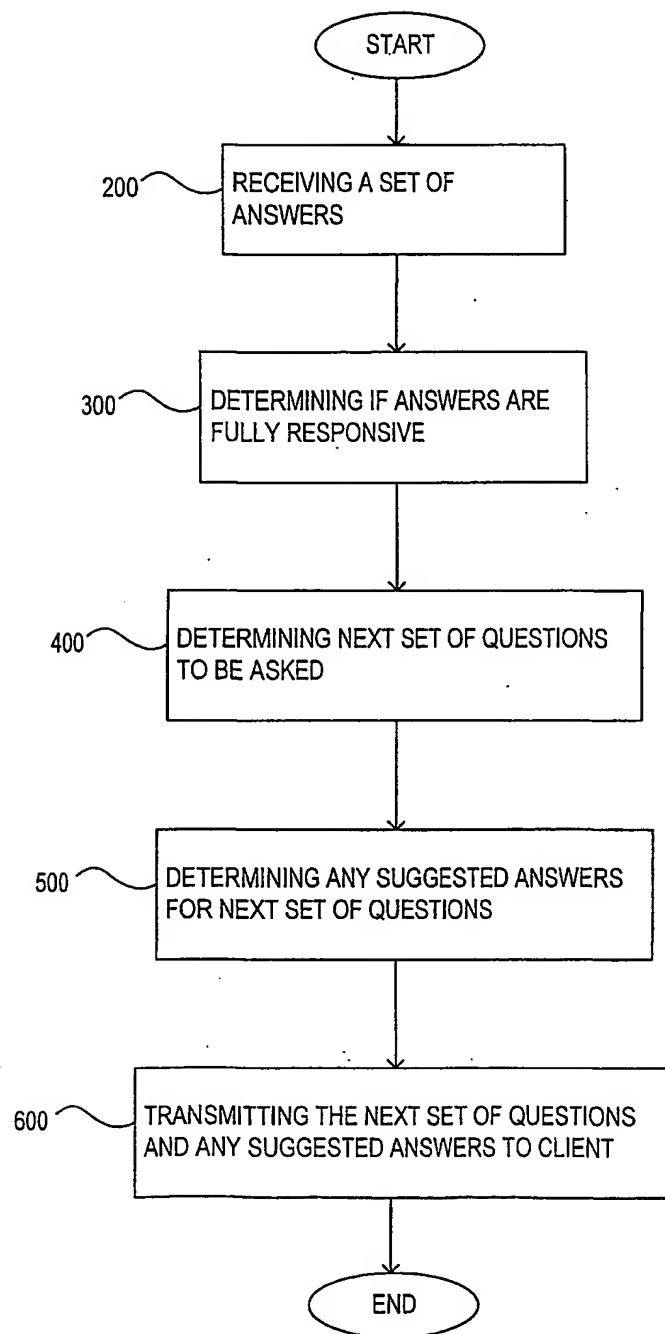 START
200
RECEIVING A SET OF
ANSWERS
300
DETERMINING IF ANSWERS ARE
FULLY RESPONSIVE
400
DETERMINING NEXT SET OF QUESTIONS
TO BE ASKED
500
DETERMINING ANY SUGGESTED ANSWERS
FOR NEXT SET OF QUESTIONS
600
TRANSMITTING THE NEXT SET OF QUESTIONS
AND ANY SUGGESTED ANSWERS TO CLIENT
END